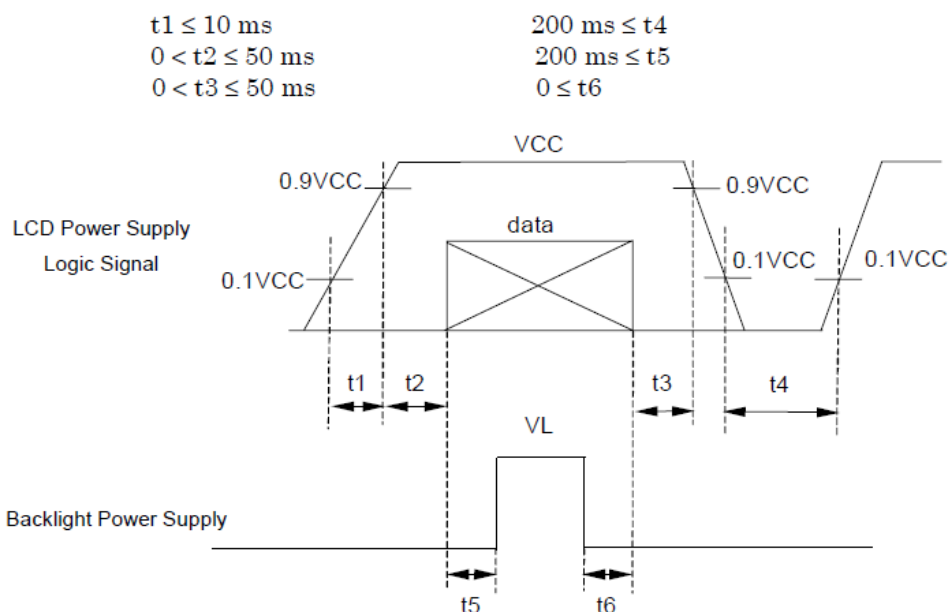 t1 ≤ 10 ms 200 ms ≤ t4
0 < t2 ≤ 50 ms 200 ms ≤ t5
0 < t3 ≤ 50 ms 0 ≤ t6
VCC
0.9VCC 0.9VCC
LCD Power Supply
Logic Signal
data
0.1VCC 0.1VCC 0.1VCC
t1 t2 t3 t4
VL
Backlight Power Supply
t5 t6